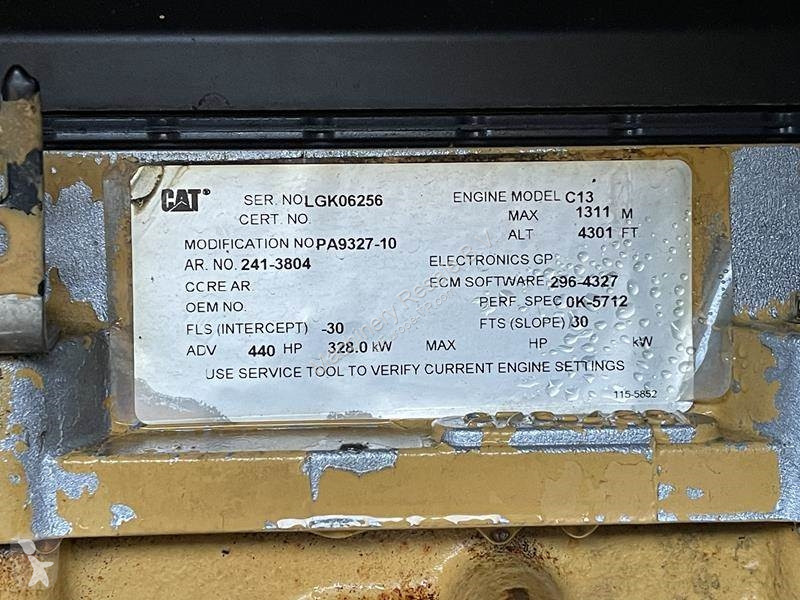 CAT® SER. NO LGK06256 ENGINE MODEL C13
CERT. NO. MAX 1311 M
MODIFICATION NO PA9327-10 ALT 4301 FT
AR. NO. 241-3804 ELECTRONICS GP
CCRE AR. ECM SOFTWARE 296-4327
OEM NO. PERF. SPEC 0K-5712
FLS (INTERCEPT) -30 FTS (SLOPE) 30
ADV 440 HP 328.0 kW MAX HP kW
USE SERVICE TOOL TO VERIFY CURRENT ENGINE SETTINGS
115-5852